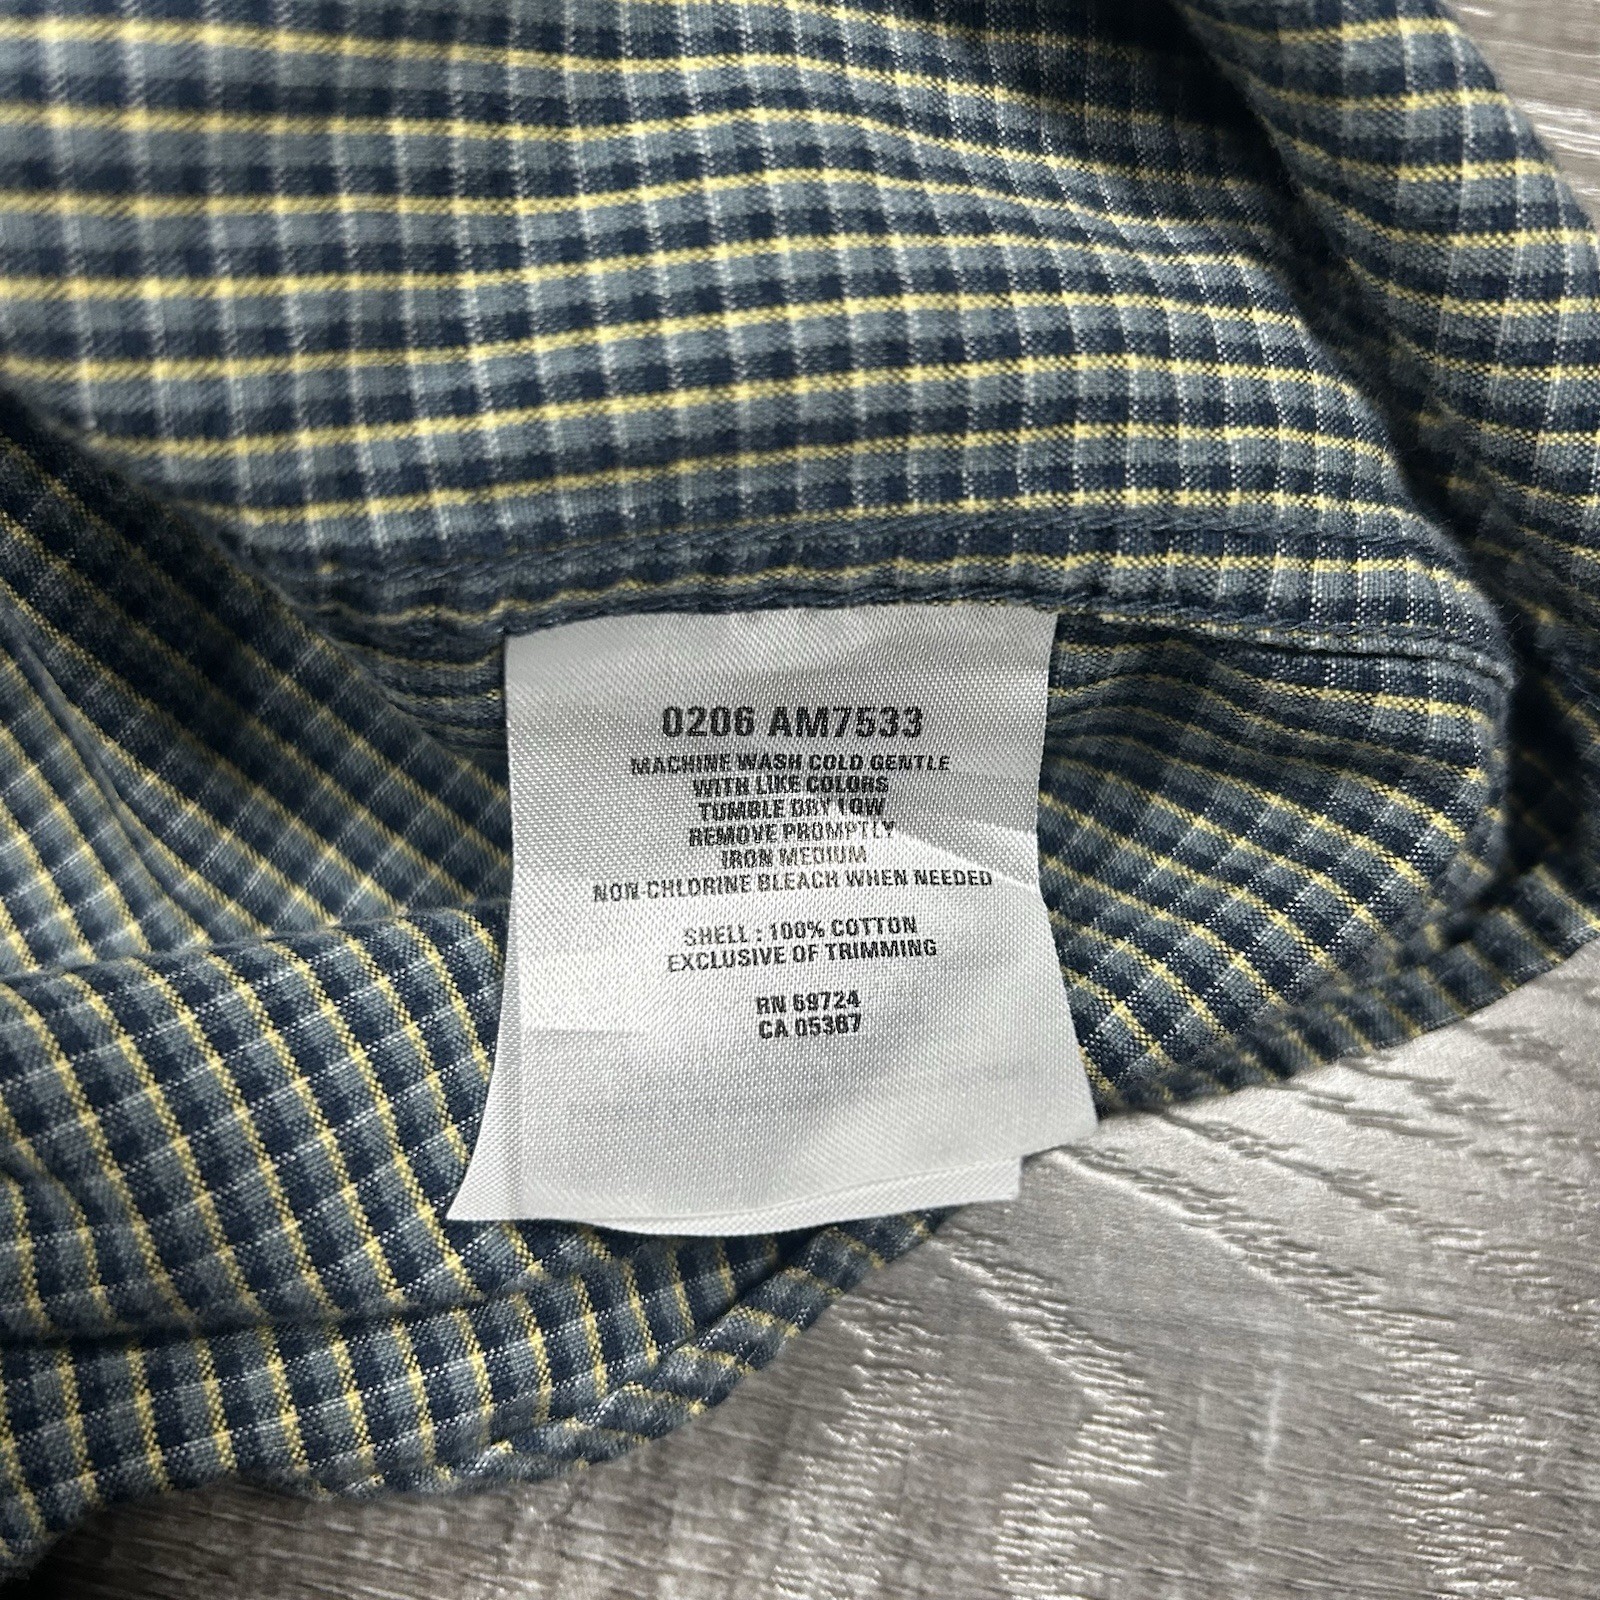 0206 AM7533
MACHINE WASH COLD GENTLE
WITH LIKE COLORS
TUMBLE DRY LOW
REMOVE PROMPTLY
IRON MEDIUM
NON-CHLORINE BLEACH WHEN NEEDED
SHELL : 100% COTTON
EXCLUSIVE OF TRIMMING
RN 69724
CA 05367